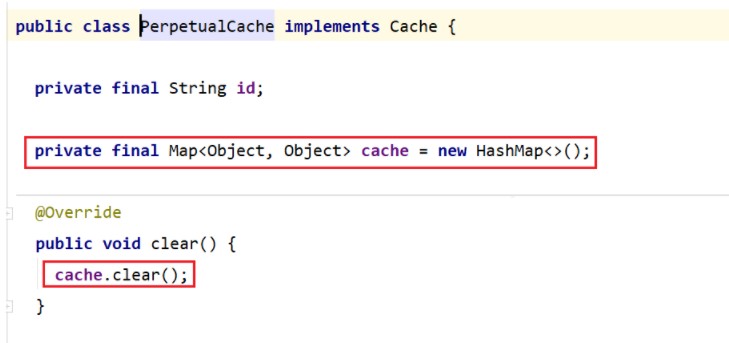 public class PerpetualCache implements Cache {
private final String id;
private final Map<Object, Object> cache = new HashMap<>();
@Override
public void clear() {
cache.clear();
}